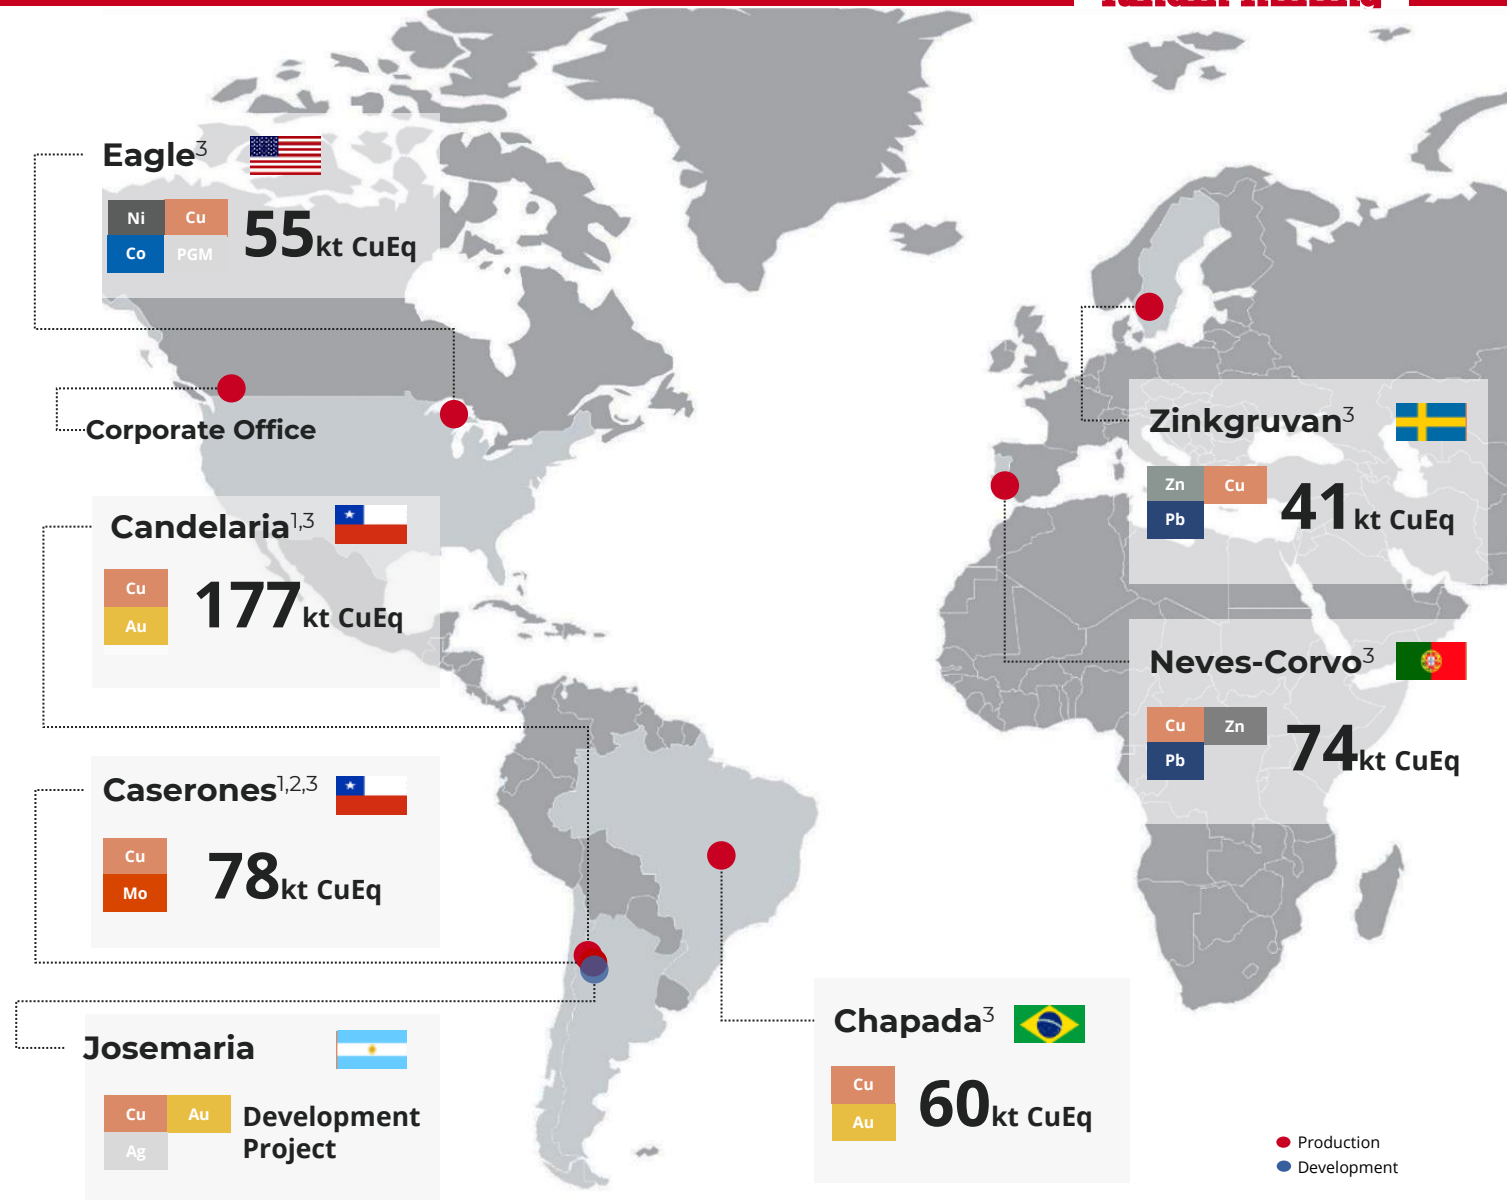 Eagle3
Ni Cu
Co PGM
55kt CuEq
Corporate Office
Candelaria1,3
Cu
Au
177kt CuEq
Caserones1,2,3
Cu
Mo
78kt CuEq
Josemaria
Cu Au
Ag
Development
Project
Zinkgruvan3
Zn Cu
Pb
41kt CuEq
Neves-Corvo3
Cu Zn
Pb
74kt CuEq
Chapada3
Cu
Au
60kt CuEq
Production
Development